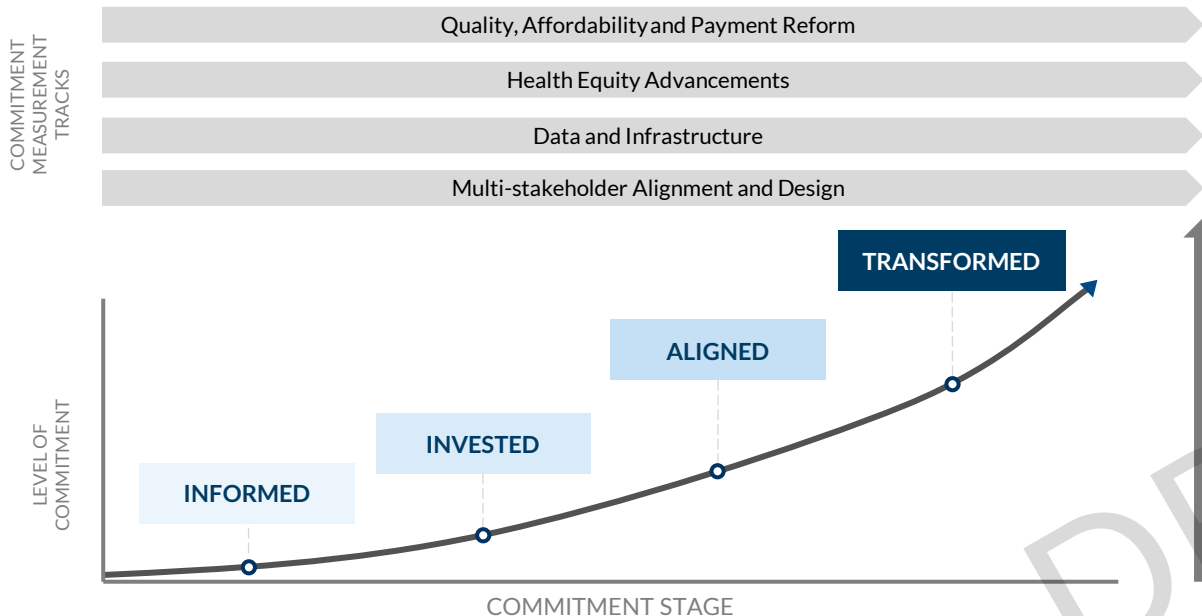 COMMITMENT
MEASUREMENT
TRACKS
Quality, Affordability and Payment Reform
Health Equity Advancements
Data and Infrastructure
Multi-stakeholder Alignment and Design
TRANSFORMED
ALIGNED
INVESTED
INFORMED
LEVEL OF
COMMITMENT
COMMITMENT STAGE